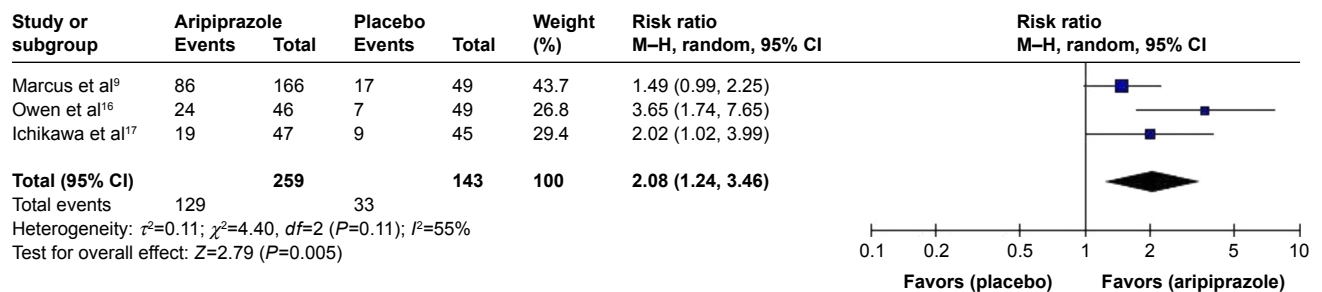 Study or subgroup Aripiprazole Events Total Placebo Events Total Weight (%) Risk ratio M–H, random, 95% CI Risk ratio M–H, random, 95% CI
Marcus et al⁹ 86 166 17 49 43.7 1.49 (0.99, 2.25)
Owen et al¹⁶ 24 46 7 49 26.8 3.65 (1.74, 7.65)
Ichikawa et al¹⁷ 19 47 9 45 29.4 2.02 (1.02, 3.99)
Total (95% CI) 259 143 100 2.08 (1.24, 3.46)
Total events 129 33
Heterogeneity: τ²=0.11; χ²=4.40, df=2 (P=0.11); I²=55%
Test for overall effect: Z=2.79 (P=0.005)
0.1 0.2 0.5 1 2 5 10
Favors (placebo) Favors (aripiprazole)